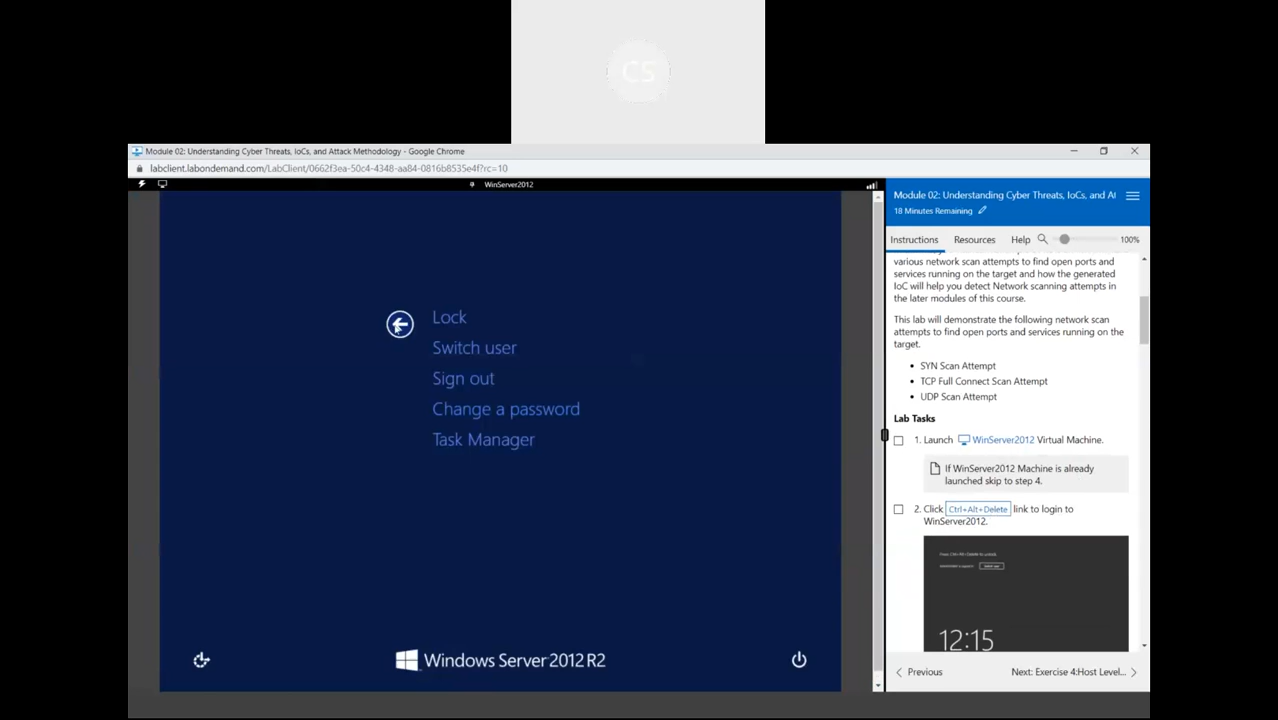 CS
Module 02: Understanding Cyber Threats, IoCs, and Attack Methodology - Google Chrome
labclient.labondemand.com/LabClient/0662f3ea-50c4-4348-aa84-0816b8535e4f?rc=10
WinServer2012
Lock
Switch user
Sign out
Change a password
Task Manager
Windows Server 2012 R2
Module 02: Understanding Cyber Threats, IoCs, and At
18 Minutes Remaining
Instructions Resources Help 100%
various network scan attempts to find open ports and
services running on the target and how the generated
IoC will help you detect Network scanning attempts in
the later modules of this course.
This lab will demonstrate the following network scan
attempts to find open ports and services running on the
target.
• SYN Scan Attempt
• TCP Full Connect Scan Attempt
• UDP Scan Attempt
Lab Tasks
1. Launch WinServer2012 Virtual Machine.
If WinServer2012 Machine is already
launched skip to step 4.
2. Click Ctrl+Alt+Delete link to login to
WinServer2012.
12:15
Previous Next: Exercise 4:Host Level...